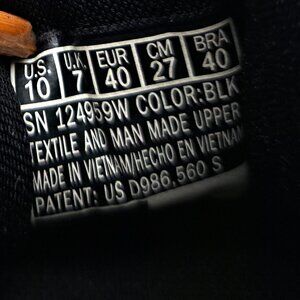 U.S. U.K. EUR CM BRA
10 7 40 27 40
SN 124959W COLOR:BLK
TEXTILE AND MAN MADE UPPER
MADE IN VIETNAM/HECHO EN VIETNAM
PATENT: US D986,560 S